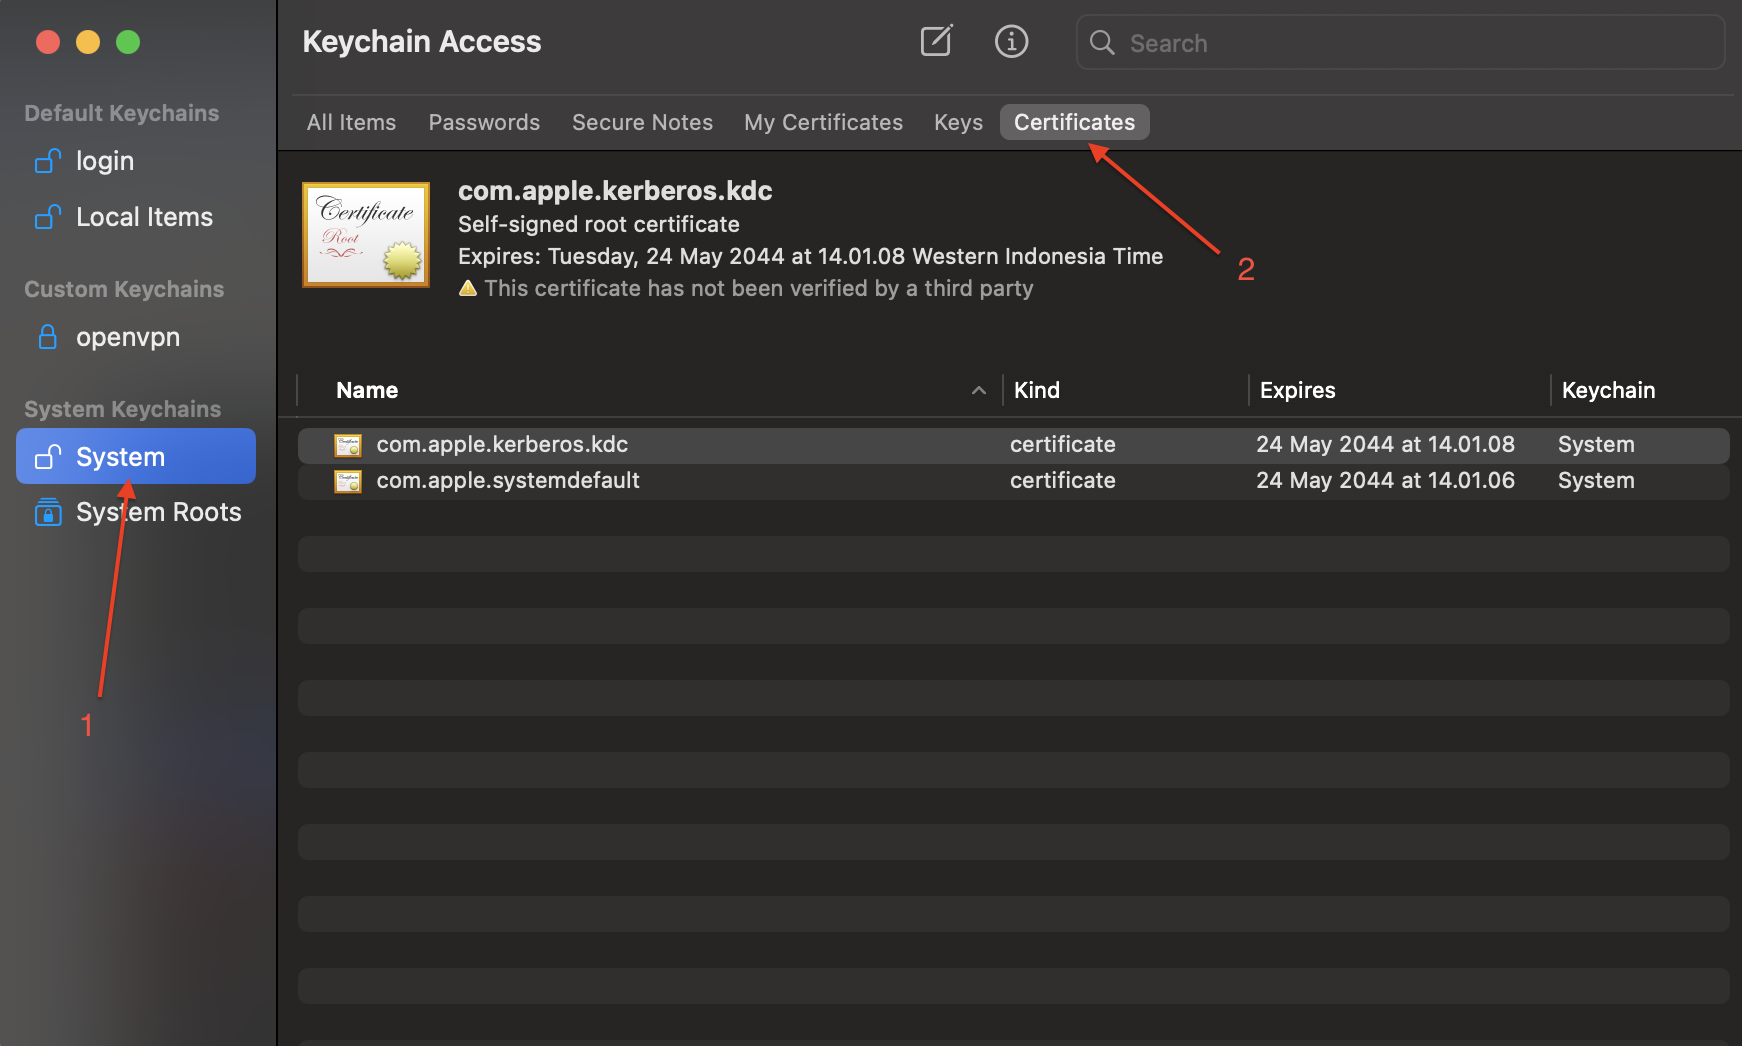 Keychain Access
Search
Default Keychains
login
Local Items
Custom Keychains
openvpn
System Keychains
System
System Roots
1
All Items Passwords Secure Notes My Certificates Keys Certificates
2
Certificate
Root
com.apple.kerberos.kdc
Self-signed root certificate
Expires: Tuesday, 24 May 2044 at 14.01.08 Western Indonesia Time
This certificate has not been verified by a third party
Name Kind Expires Keychain
com.apple.kerberos.kdc certificate 24 May 2044 at 14.01.08 System
com.apple.systemdefault certificate 24 May 2044 at 14.01.06 System